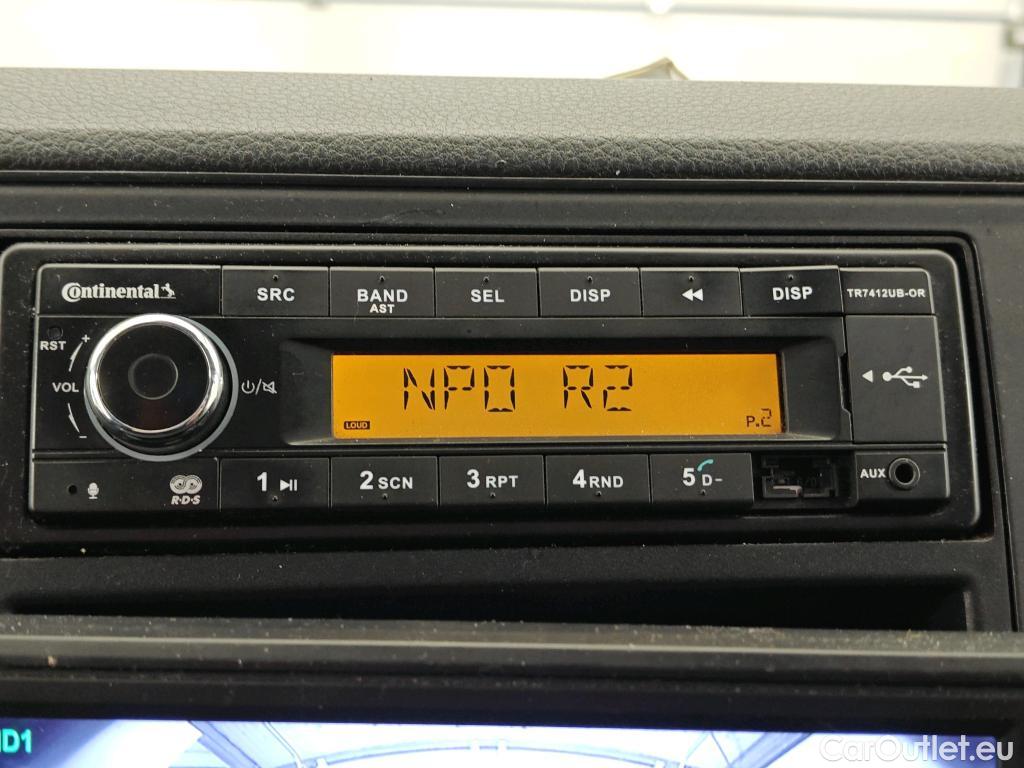 Continental
SRC
BAND
AST
SEL
DISP
DISP
TR7412UB-OR
RST
VOL
+
−
NPO R2
LOUD
P.2
R·D·S
1
2 SCN
3 RPT
4 RND
5 D-
AUX
D1
CarOutlet.eu